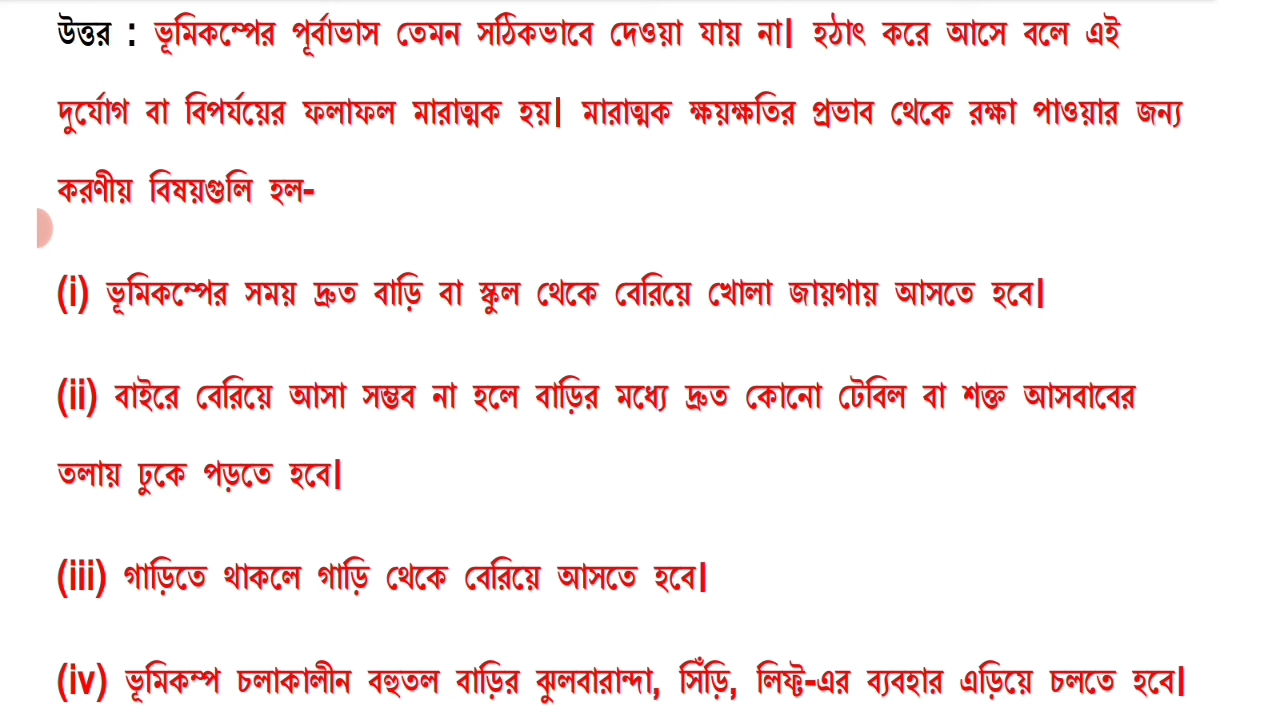 উত্তর : ভূমিকম্পের পূর্বাভাস তেমন সঠিকভাবে দেওয়া যায় না| হঠাৎ করে আসে বলে এই
দুর্যোগ বা বিপর্যয়ের ফলাফল মারাত্মক হয়| মারাত্মক ক্ষয়ক্ষতির প্রভাব থেকে রক্ষা পাওয়ার জন্য
করণীয় বিষয়গুলি হল-
(i) ভূমিকম্পের সময় দ্রুত বাড়ি বা স্কুল থেকে বেরিয়ে খোলা জায়গায় আসতে হবে|
(ii) বাইরে বেরিয়ে আসা সম্ভব না হলে বাড়ির মধ্যে দ্রুত কোনো টেবিল বা শক্ত আসবাবের
তলায় ঢুকে পড়তে হবে|
(iii) গাড়িতে থাকলে গাড়ি থেকে বেরিয়ে আসতে হবে|
(iv) ভূমিকম্প চলাকালীন বহুতল বাড়ির ঝুলবারান্দা, সিঁড়ি, লিফ্ট-এর ব্যবহার এড়িয়ে চলতে হবে|